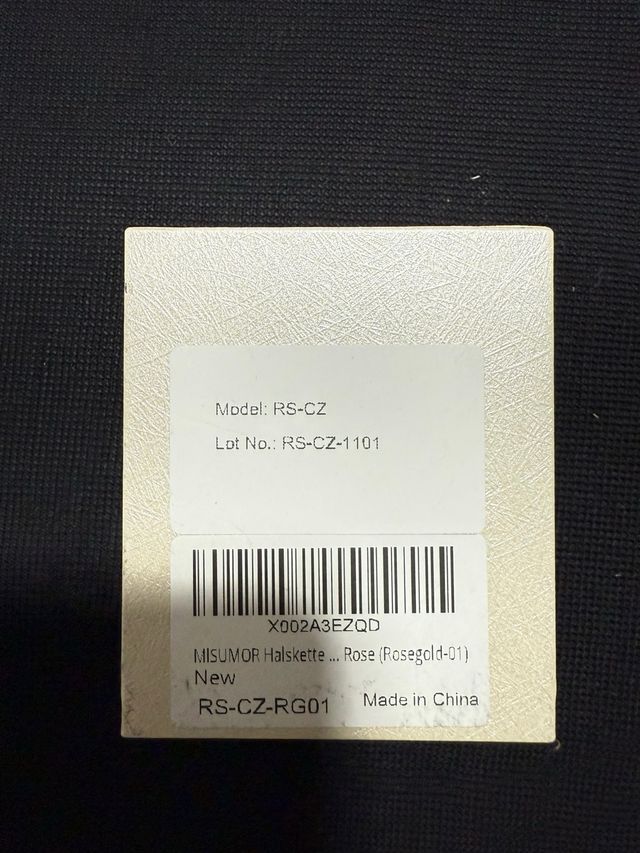 Model: RS-CZ
Lot No.: RS-CZ-1101
X002A3EZQD
MISUMOR Halskette ... Rose (Rosegold-01)
New
RS-CZ-RG01 Made in China